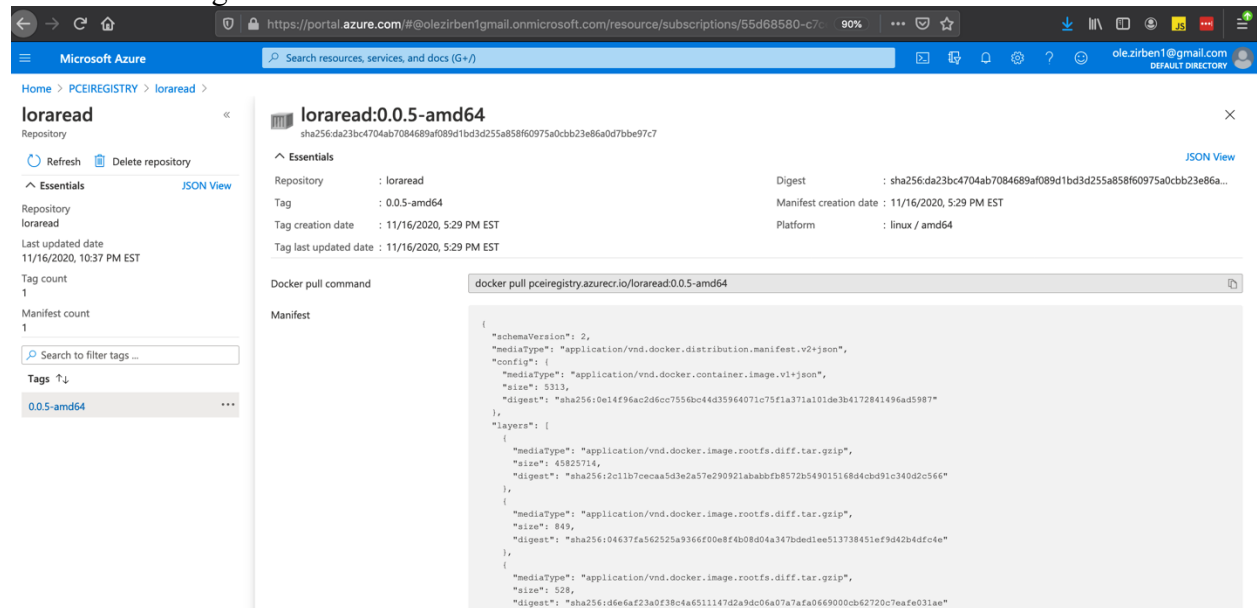 https://portal.azure.com/#@olezirben1gmail.onmicrosoft.com/resource/subscriptions/55d68580-c7c
90%
JS
Microsoft Azure
Search resources, services, and docs (G+/)
ole.zirben1@gmail.com
DEFAULT DIRECTORY
Home > PCEIREGISTRY > loraread >
loraread
Repository
Refresh Delete repository
Essentials JSON View
Repository
loraread
Last updated date
11/16/2020, 10:37 PM EST
Tag count
1
Manifest count
1
Search to filter tags ...
Tags ↑↓
0.0.5-amd64 ...
loraread:0.0.5-amd64
sha256:da23bc4704ab7084689af089d1bd3d255a858f60975a0cbb23e86a0d7bbe97c7
Essentials JSON View
Repository : loraread
Tag : 0.0.5-amd64
Tag creation date : 11/16/2020, 5:29 PM EST
Tag last updated date : 11/16/2020, 5:29 PM EST
Digest : sha256:da23bc4704ab7084689af089d1bd3d255a858f60975a0cbb23e86a...
Manifest creation date : 11/16/2020, 5:29 PM EST
Platform : linux / amd64
Docker pull command docker pull pceiregistry.azurecr.io/loraread:0.0.5-amd64
Manifest
{
"schemaVersion": 2,
"mediaType": "application/vnd.docker.distribution.manifest.v2+json",
"config": {
"mediaType": "application/vnd.docker.container.image.v1+json",
"size": 5313,
"digest": "sha256:0e14f96ac2d6cc7556bc44d35964071c75f1a371a101de3b4172841496ad5987"
},
"layers": [
{
"mediaType": "application/vnd.docker.image.rootfs.diff.tar.gzip",
"size": 45825714,
"digest": "sha256:2c11b7cecaa5d3e2a57e290921ababbfb8572b549015168d4cbd91c340d2c566"
},
{
"mediaType": "application/vnd.docker.image.rootfs.diff.tar.gzip",
"size": 849,
"digest": "sha256:04637fa562525a9366f00e8f4b08d04a347bded1ee513738451ef9d42b4dfc4e"
},
{
"mediaType": "application/vnd.docker.image.rootfs.diff.tar.gzip",
"size": 528,
"digest": "sha256:d6e6af23a0f38c4a6511147d2a9dc06a07a7afa0669000cb62720c7eafe031ae"